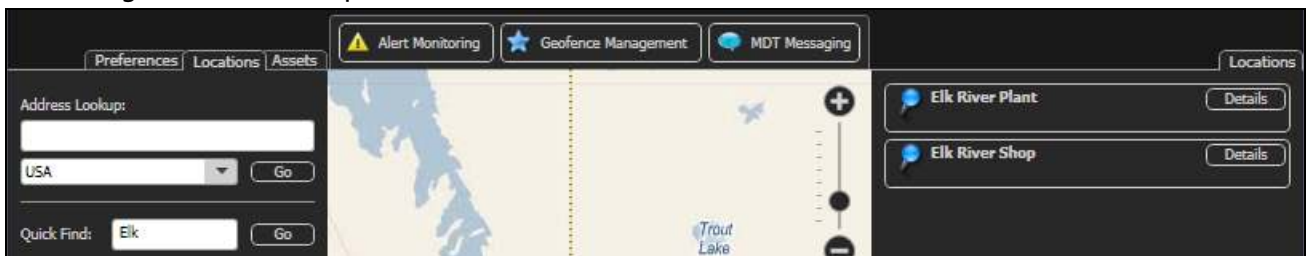 Alert Monitoring
Geofence Management
MDT Messaging
Preferences
Locations
Assets
Locations
Address Lookup:
USA
Go
Quick Find:
Elk
Go
Trout
Lake
Elk River Plant
Details
Elk River Shop
Details